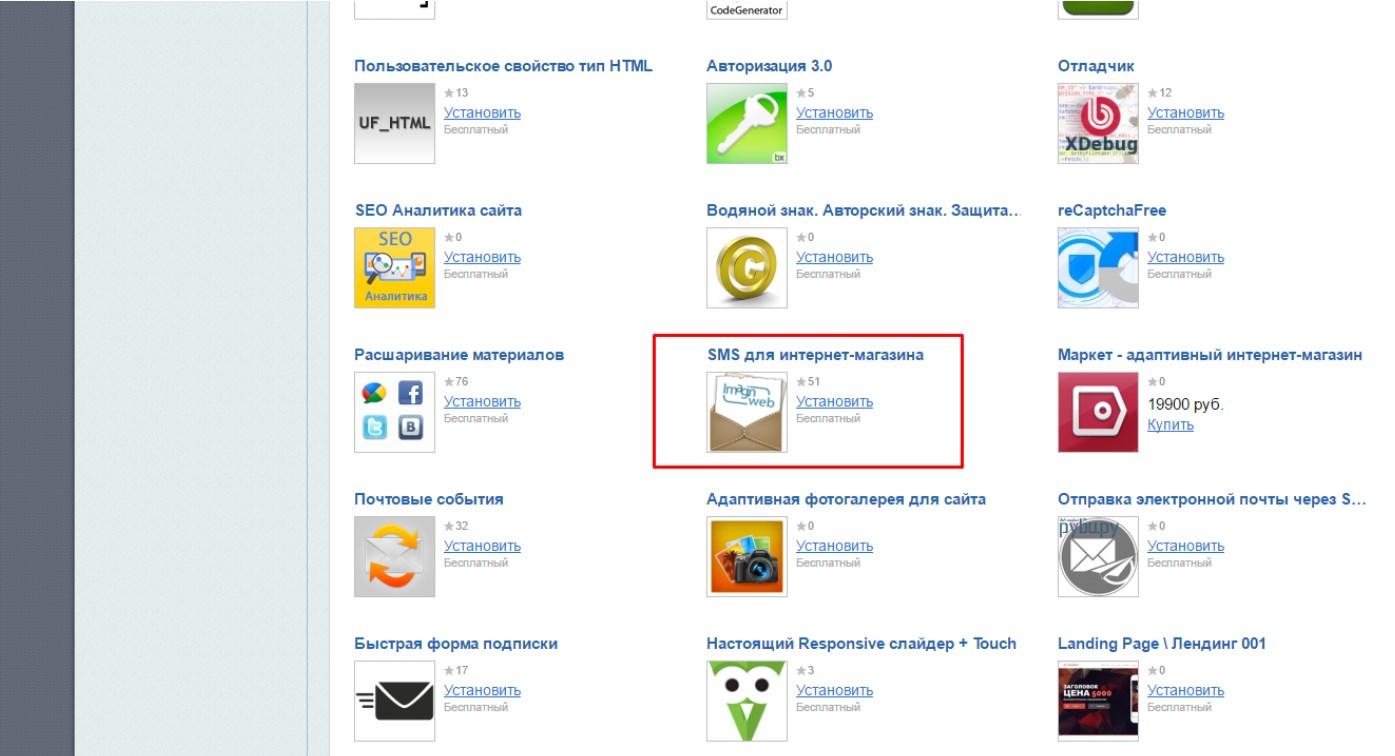 CodeGenerator
Пользовательское свойство тип HTML
UF_HTML
13
Установить
Бесплатный
Авторизация 3.0
bx
5
Установить
Бесплатный
Отладчик
XDebug
12
Установить
Бесплатный
SEO Аналитика сайта
SEO
Аналитика
0
Установить
Бесплатный
Водяной знак. Авторский знак. Защита...
0
Установить
Бесплатный
reCaptchaFree
0
Установить
Бесплатный
Расшаривание материалов
76
Установить
Бесплатный
SMS для интернет-магазина
Imagin
web
51
Установить
Бесплатный
Маркет - адаптивный интернет-магазин
0
19900 руб.
Купить
Почтовые события
32
Установить
Бесплатный
Адаптивная фотогалерея для сайта
0
Установить
Бесплатный
Отправка электронной почты через S...
0
Установить
Бесплатный
Быстрая форма подписки
17
Установить
Бесплатный
Настоящий Responsive слайдер + Touch
3
Установить
Бесплатный
Landing Page \ Лендинг 001
ЗАГОЛОВОК
ЦЕНА 5000
0
Установить
Бесплатный